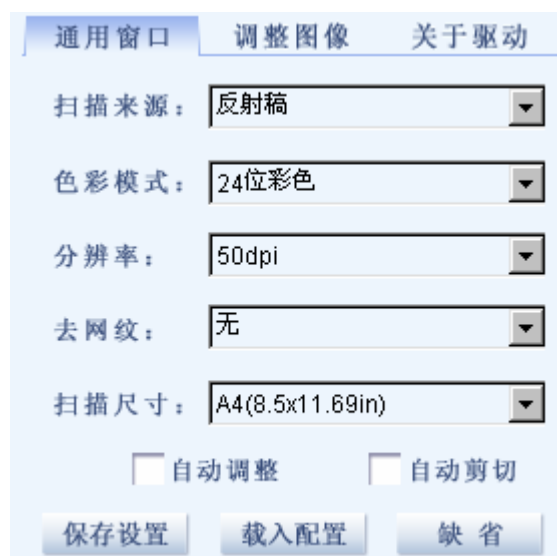 通用窗口 调整图像 关于驱动
扫描来源： 反射稿
色彩模式： 24位彩色
分辨率： 50dpi
去网纹： 无
扫描尺寸： A4(8.5x11.69in)
自动调整 自动剪切
保存设置 载入配置 缺省